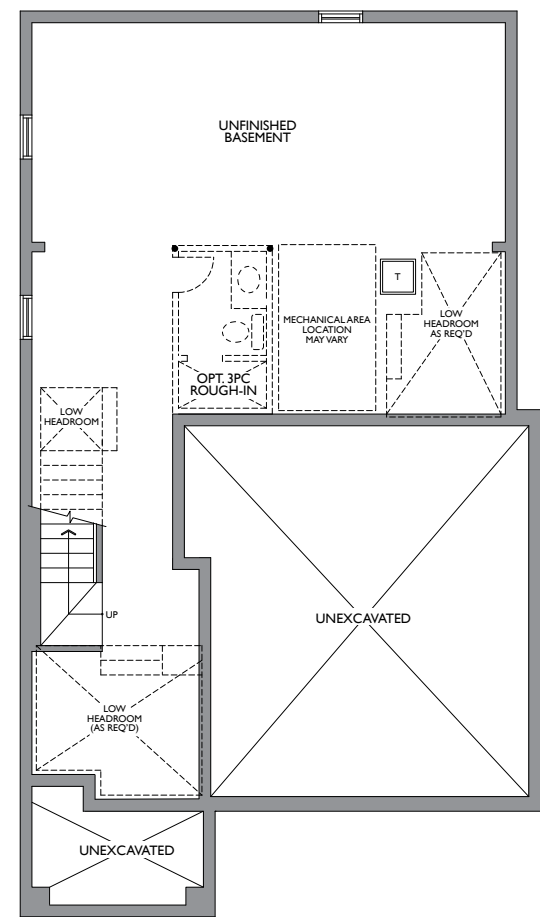 UNFINISHED
BASEMENT
T
MECHANICAL AREA
LOCATION
MAY VARY
LOW
HEADROOM
AS REQ'D
OPT. 3PC
ROUGH-IN
LOW
HEADROOM
UP
UNEXCAVATED
LOW
HEADROOM
(AS REQ'D)
UNEXCAVATED